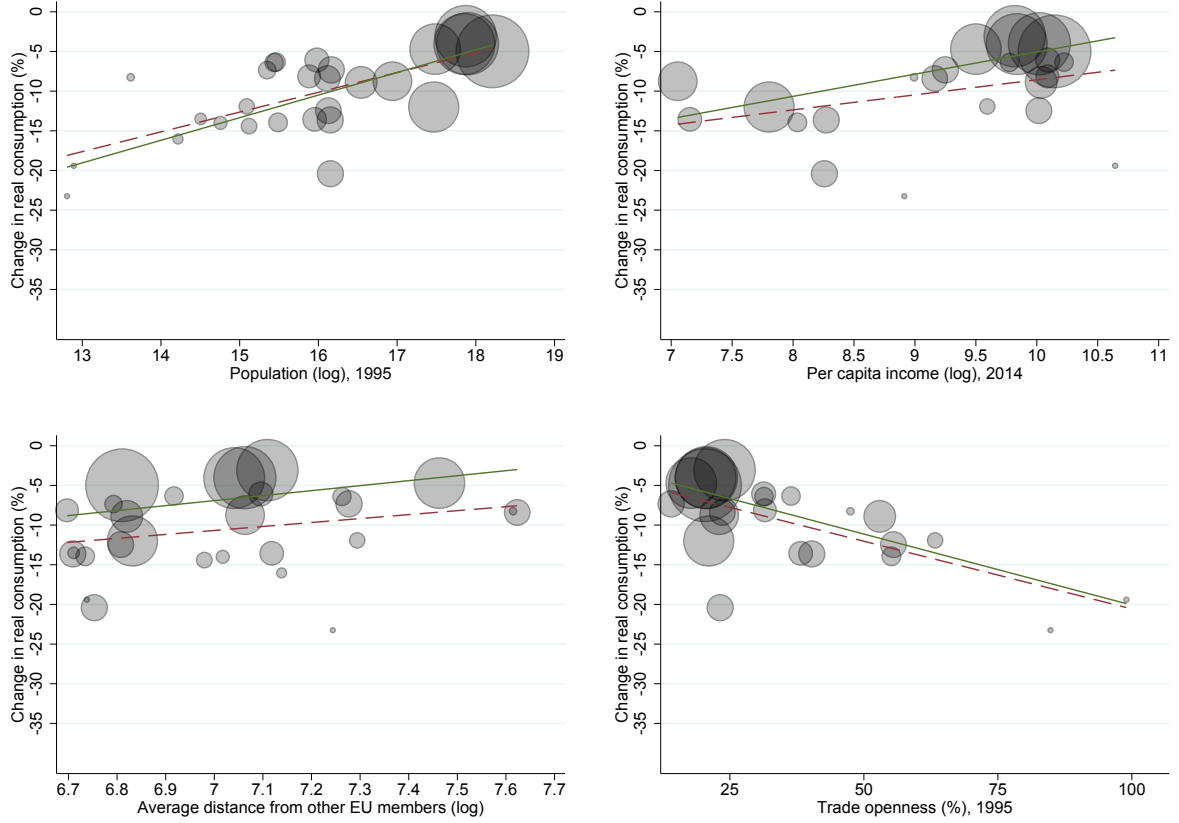 Change in real consumption (%)
0
-5
-10
-15
-20
-25
-30
-35
13 14 15 16 17 18 19
Population (log), 1995
Change in real consumption (%)
0
-5
-10
-15
-20
-25
-30
-35
7 7.5 8 8.5 9 9.5 10 10.5 11
Per capita income (log), 2014
Change in real consumption (%)
0
-5
-10
-15
-20
-25
-30
-35
6.7 6.8 6.9 7 7.1 7.2 7.3 7.4 7.5 7.6 7.7
Average distance from other EU members (log)
Change in real consumption (%)
0
-5
-10
-15
-20
-25
-30
-35
25 50 75 100
Trade openness (%), 1995